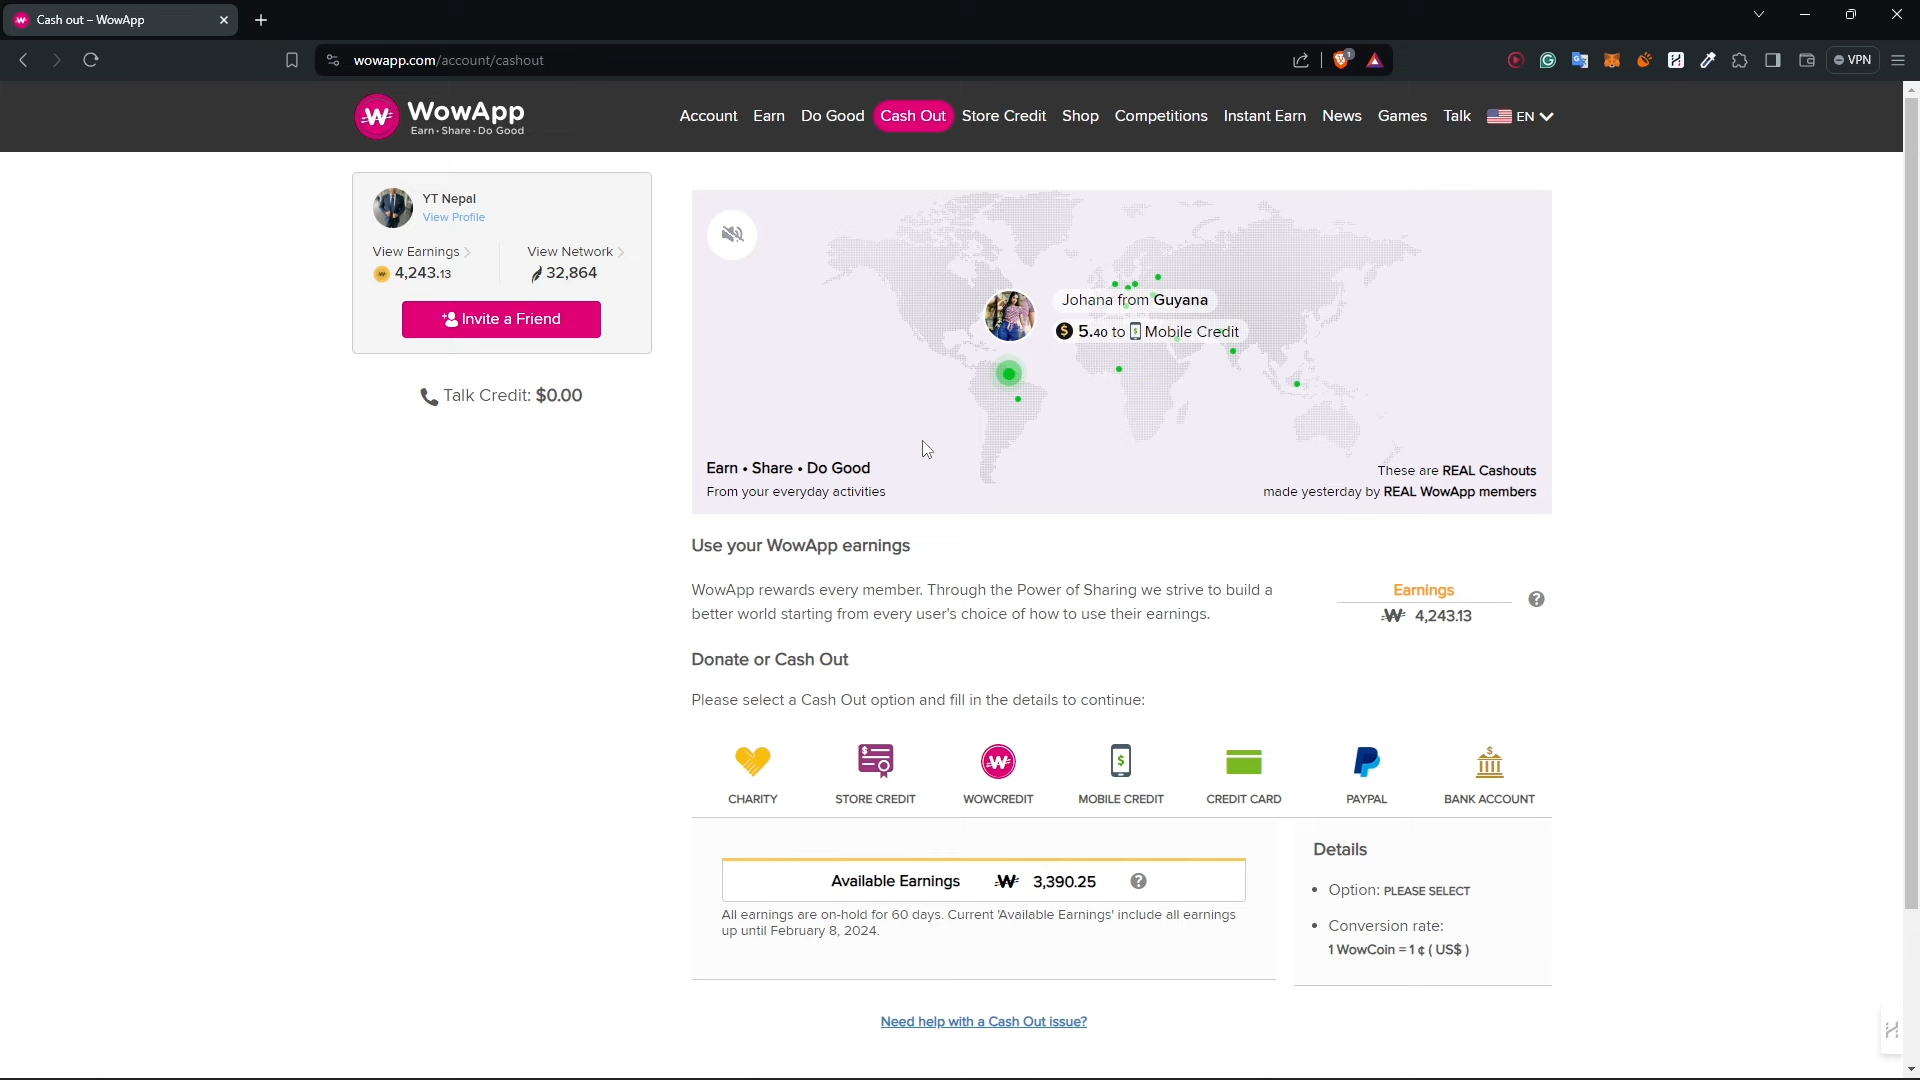 Cash out – WowApp
wowapp.com/account/cashout
1
VPN
WowApp
Earn • Share • Do Good
Account Earn Do Good Cash Out Store Credit Shop Competitions Instant Earn News Games Talk EN
YT Nepal
View Profile
View Earnings View Network
4,243.13 32,864
Invite a Friend
Talk Credit: $0.00
Johana from Guyana
5.40 to Mobile Credit
Earn • Share • Do Good
From your everyday activities
These are REAL Cashouts
made yesterday by REAL WowApp members
Use your WowApp earnings
WowApp rewards every member. Through the Power of Sharing we strive to build a
better world starting from every user's choice of how to use their earnings.
Earnings
4,243.13
?
Donate or Cash Out
Please select a Cash Out option and fill in the details to continue:
CHARITY STORE CREDIT WOWCREDIT MOBILE CREDIT CREDIT CARD PAYPAL BANK ACCOUNT
Available Earnings 3,390.25 ?
All earnings are on-hold for 60 days. Current 'Available Earnings' include all earnings
up until February 8, 2024.
Details
• Option: PLEASE SELECT
• Conversion rate:
1 WowCoin = 1 ¢ ( US$ )
Need help with a Cash Out issue?